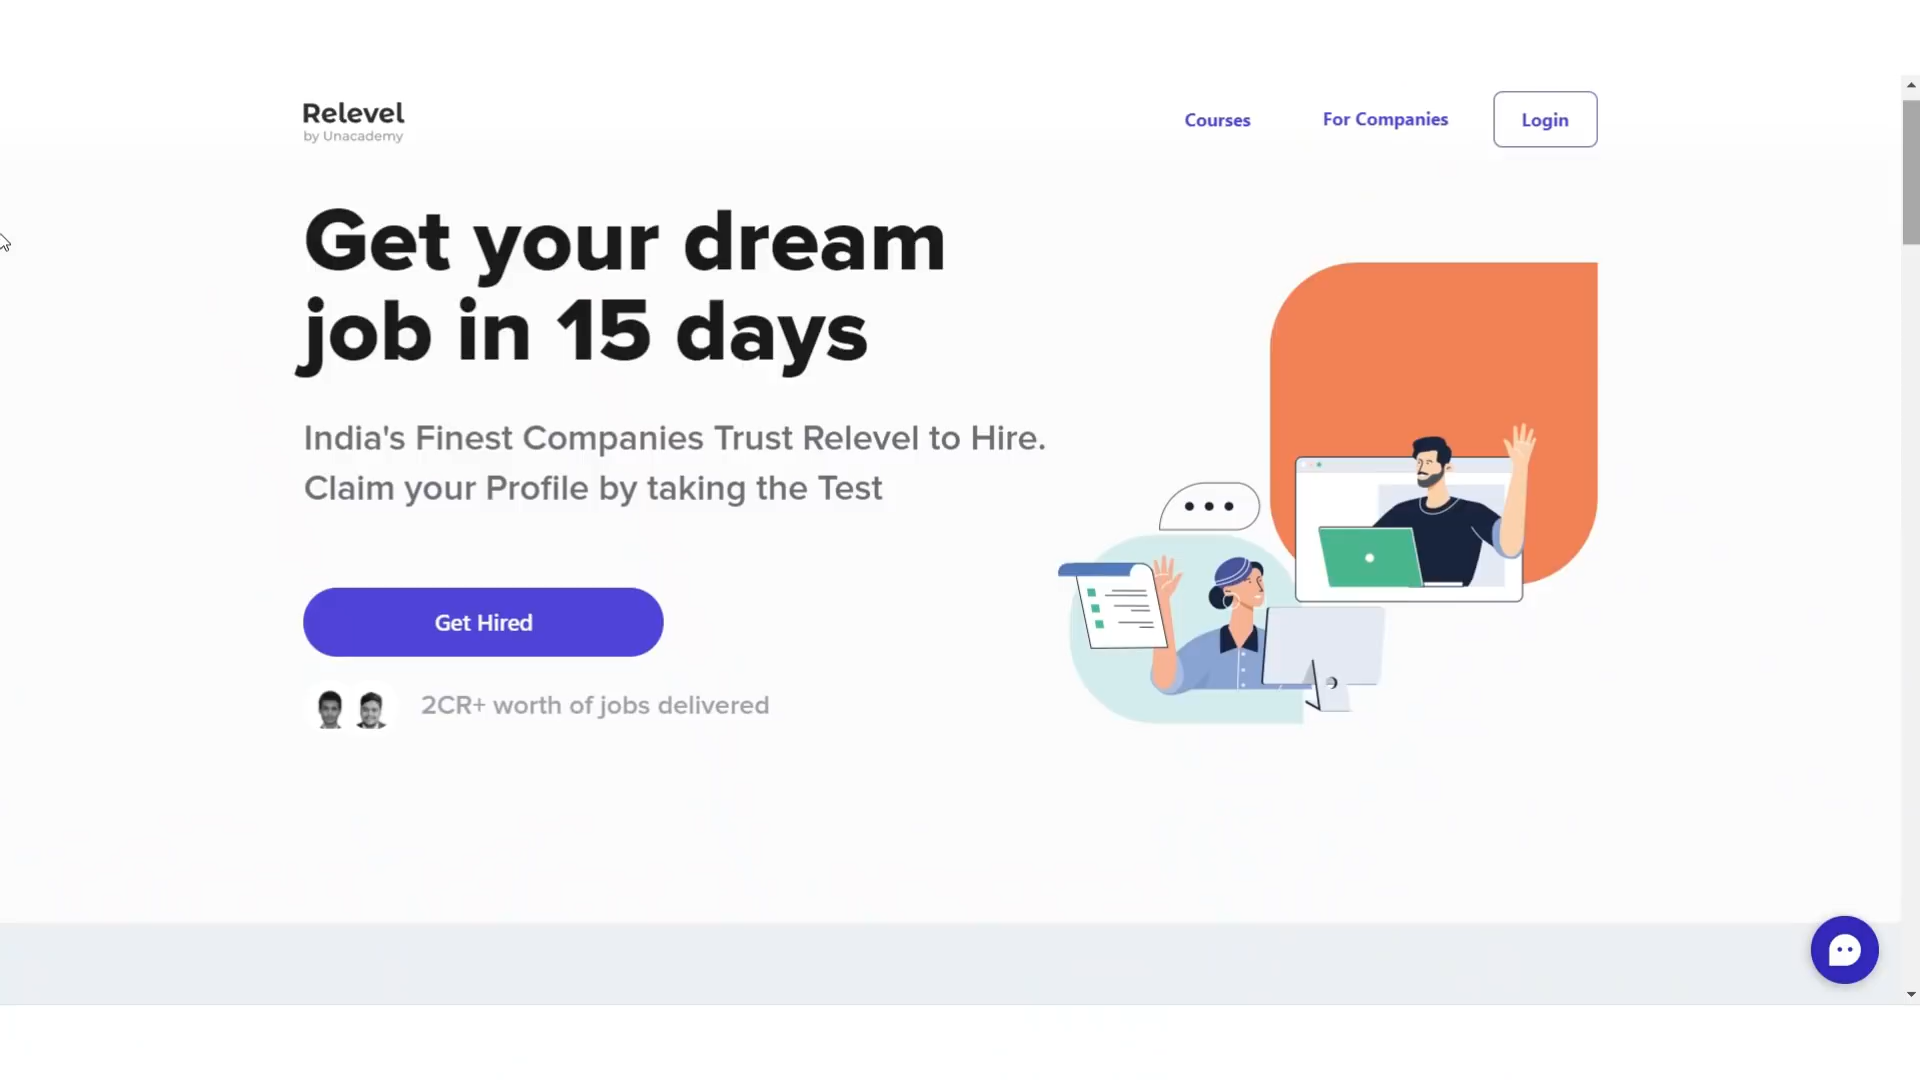 Relevel
by Unacademy
Courses
For Companies
Login
Get your dream
job in 15 days
India's Finest Companies Trust Relevel to Hire.
Claim your Profile by taking the Test
Get Hired
2CR+ worth of jobs delivered